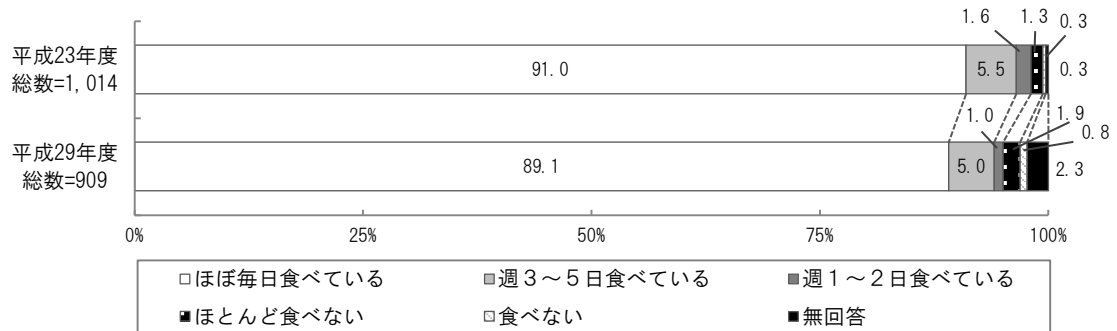 1.6 1.3 0.3
平成23年度
総数=1,014
91.0 5.5 0.3
1.0 1.9 0.8
平成29年度
総数=909
89.1 5.0 2.3
0% 25% 50% 75% 100%
ほぼ毎日食べている 週３～５日食べている 週１～２日食べている
ほとんど食べない 食べない 無回答